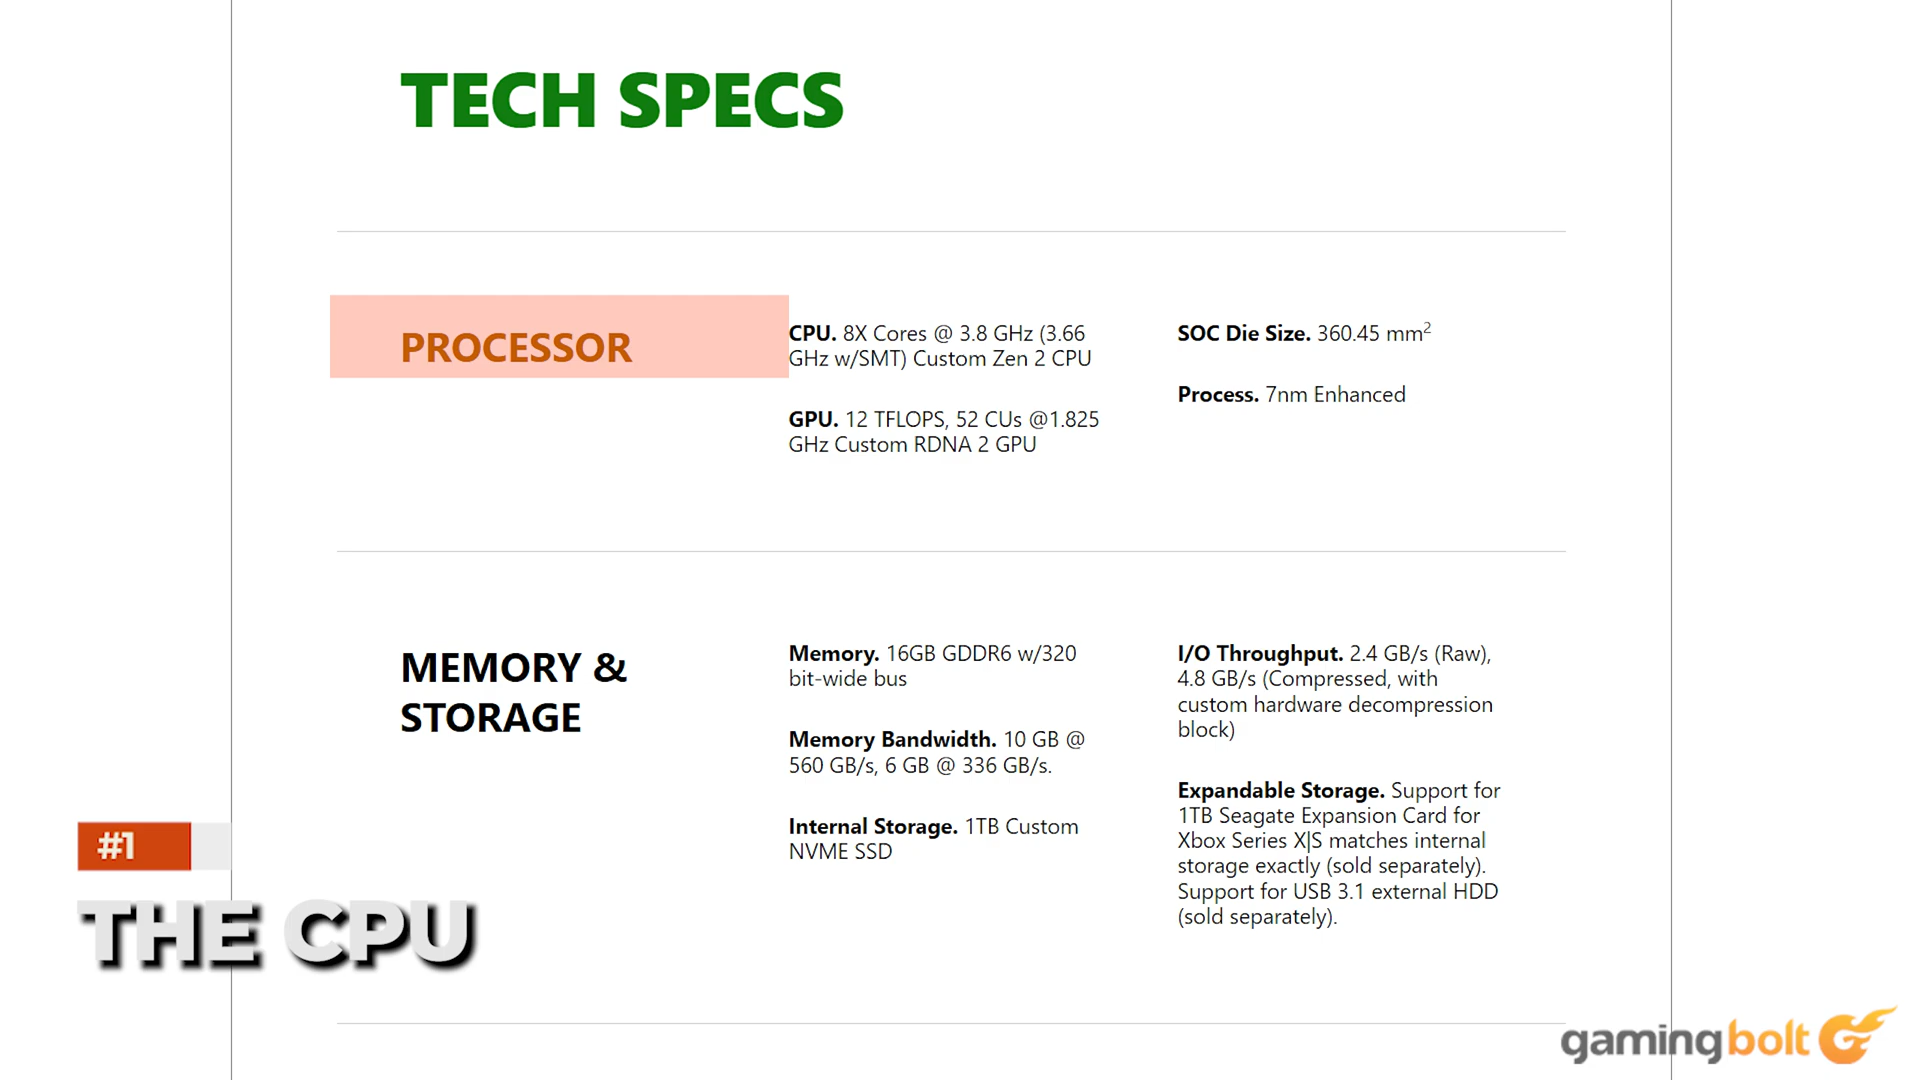 TECH SPECS
PROCESSOR
CPU. 8X Cores @ 3.8 GHz (3.66
GHz w/SMT) Custom Zen 2 CPU
GPU. 12 TFLOPS, 52 CUs @1.825
GHz Custom RDNA 2 GPU
SOC Die Size. 360.45 mm²
Process. 7nm Enhanced
MEMORY &
STORAGE
Memory. 16GB GDDR6 w/320
bit-wide bus
Memory Bandwidth. 10 GB @
560 GB/s, 6 GB @ 336 GB/s.
Internal Storage. 1TB Custom
NVME SSD
I/O Throughput. 2.4 GB/s (Raw),
4.8 GB/s (Compressed, with
custom hardware decompression
block)
Expandable Storage. Support for
1TB Seagate Expansion Card for
Xbox Series X|S matches internal
storage exactly (sold separately).
Support for USB 3.1 external HDD
(sold separately).
#1
THE CPU
gamingbolt